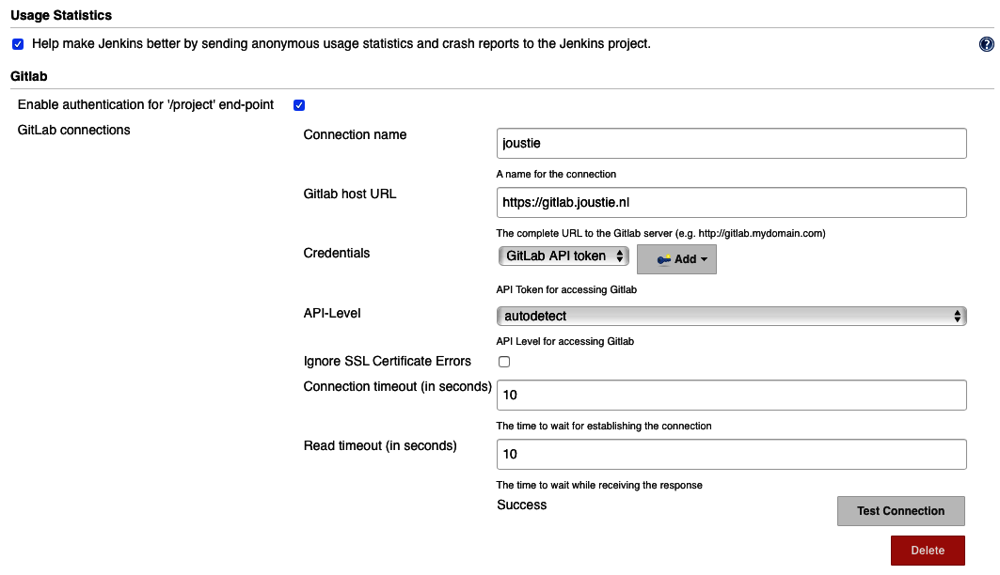 Usage Statistics
Help make Jenkins better by sending anonymous usage statistics and crash reports to the Jenkins project.
?
Gitlab
Enable authentication for '/project' end-point
GitLab connections
Connection name
joustie
A name for the connection
Gitlab host URL
https://gitlab.joustie.nl
The complete URL to the Gitlab server (e.g. http://gitlab.mydomain.com)
Credentials
GitLab API token
Add
API Token for accessing Gitlab
API-Level
autodetect
API Level for accessing Gitlab
Ignore SSL Certificate Errors
Connection timeout (in seconds)
10
The time to wait for establishing the connection
Read timeout (in seconds)
10
The time to wait while receiving the response
Success
Test Connection
Delete